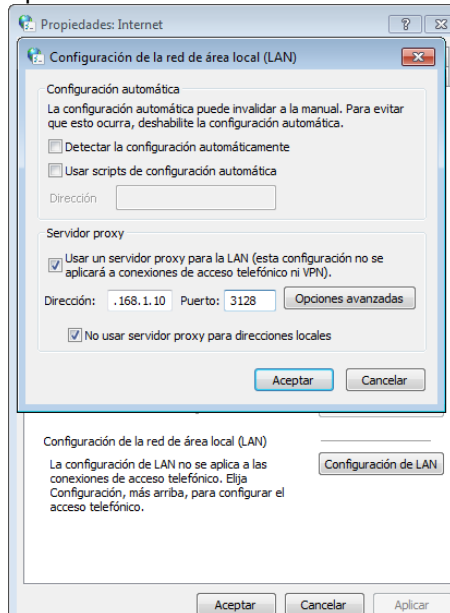 Propiedades: Internet
Configuración de la red de área local (LAN)
Configuración automática
La configuración automática puede invalidar a la manual. Para evitar
que esto ocurra, deshabilite la configuración automática.
Detectar la configuración automáticamente
Usar scripts de configuración automática
Dirección
Servidor proxy
Usar un servidor proxy para la LAN (esta configuración no se
aplicará a conexiones de acceso telefónico ni VPN).
Dirección: .168.1.10 Puerto: 3128 Opciones avanzadas
No usar servidor proxy para direcciones locales
Aceptar Cancelar
Configuración de la red de área local (LAN)
La configuración de LAN no se aplica a las
conexiones de acceso telefónico. Elija
Configuración, más arriba, para configurar el
acceso telefónico.
Configuración de LAN
Aceptar Cancelar Aplicar